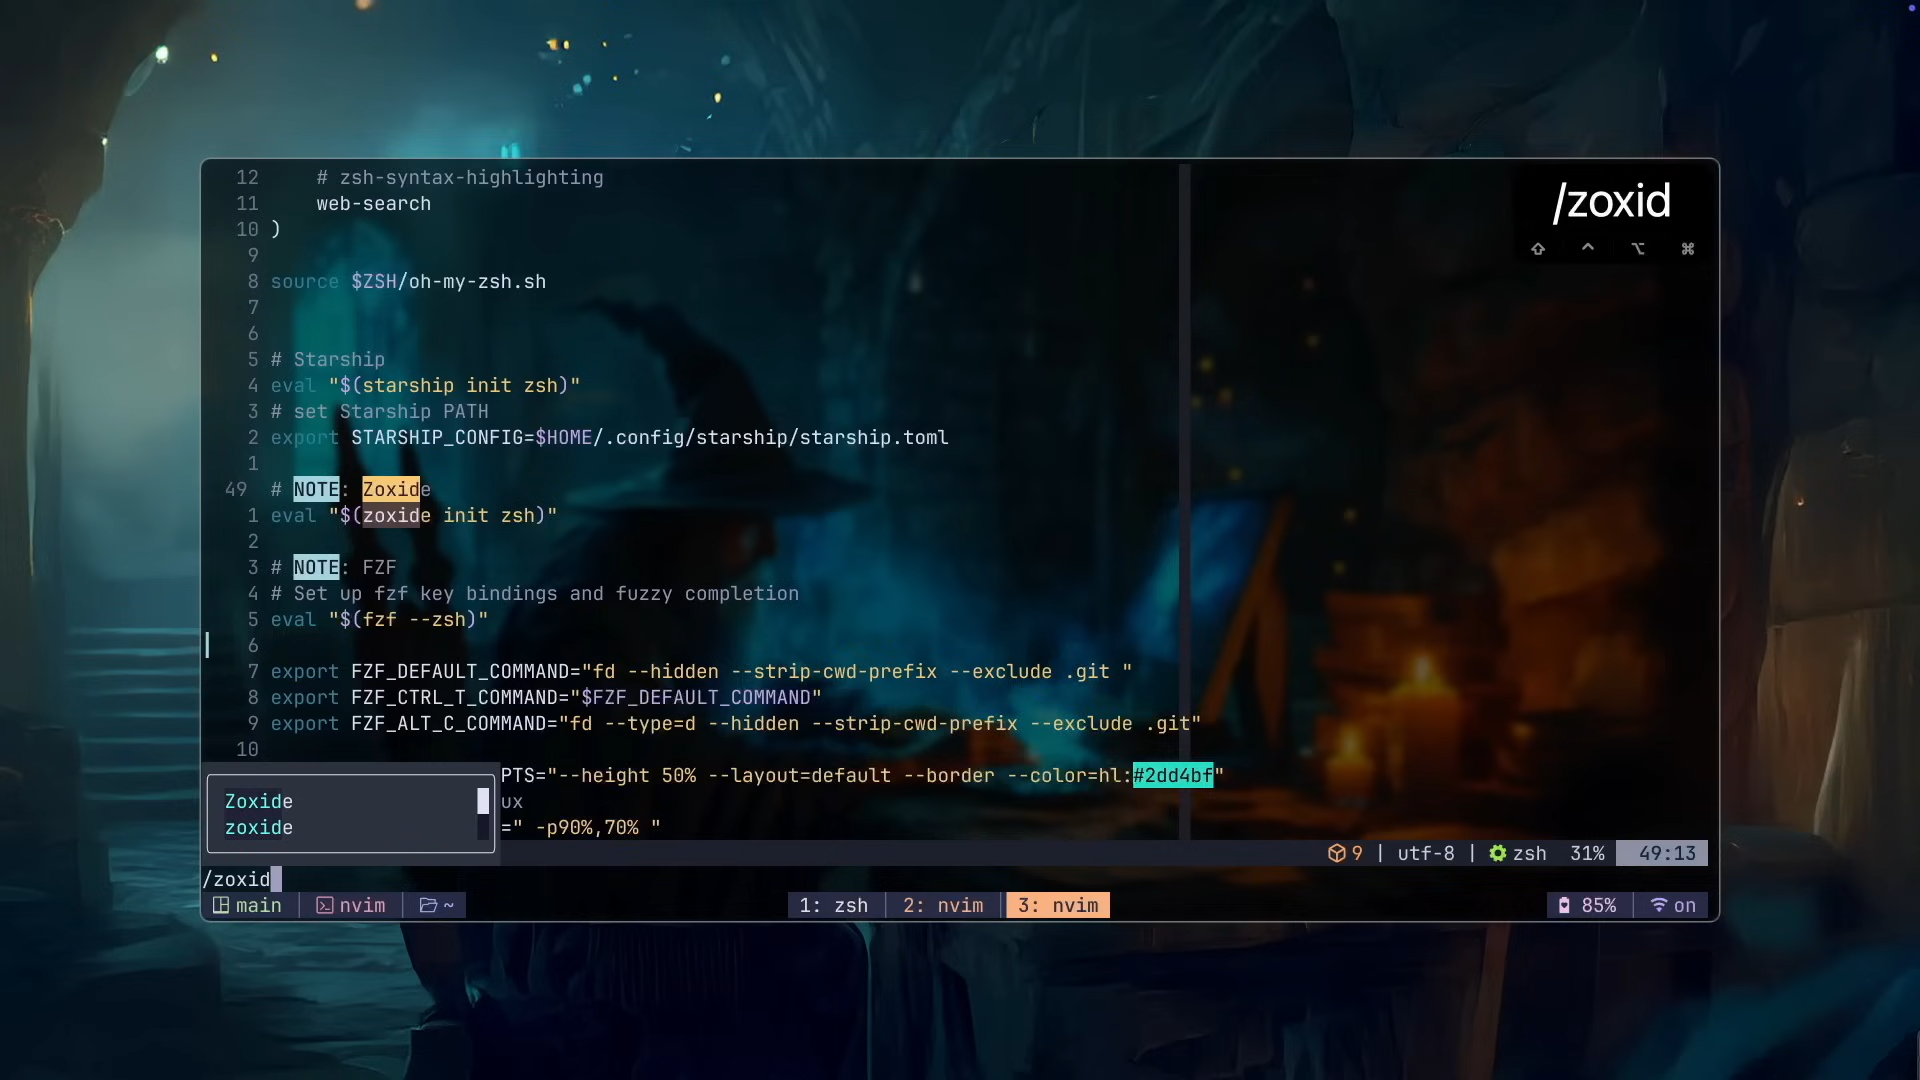 12 # zsh-syntax-highlighting
11 web-search
10 )
9
8 source $ZSH/oh-my-zsh.sh
7
6
5 # Starship
4 eval "$(starship init zsh)"
3 # set Starship PATH
2 export STARSHIP_CONFIG=$HOME/.config/starship/starship.toml
1
49 # NOTE: Zoxide
1 eval "$(zoxide init zsh)"
2
3 # NOTE: FZF
4 # Set up fzf key bindings and fuzzy completion
5 eval "$(fzf --zsh)"
6
7 export FZF_DEFAULT_COMMAND="fd --hidden --strip-cwd-prefix --exclude .git "
8 export FZF_CTRL_T_COMMAND="$FZF_DEFAULT_COMMAND"
9 export FZF_ALT_C_COMMAND="fd --type=d --hidden --strip-cwd-prefix --exclude .git"
10
PTS="--height 50% --layout=default --border --color=hl:#2dd4bf"
ux
=" -p90%,70% "
Zoxide
zoxide
/zoxid
⇧ ^ ⌥ ⌘
9 | utf-8 | zsh 31% 49:13
/zoxid
main nvim ~ 1: zsh 2: nvim 3: nvim 85% on